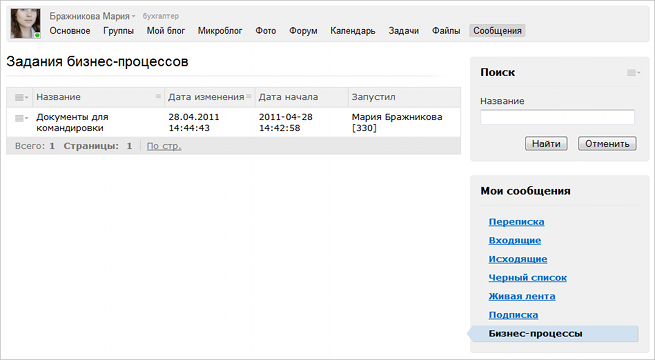 Бражникова Мария бухгалтер
Основное Группы Мой блог Микроблог Фото Форум Календарь Задачи Файлы Сообщения
Задания бизнес-процессов
Название Дата изменения Дата начала Запустил
Документы для 28.04.2011 2011-04-28 Мария Бражникова
командировки 14:44:43 14:42:58 [330]
Всего: 1 Страницы: 1 По стр.
Поиск
Название
Найти Отменить
Мои сообщения
Переписка
Входящие
Исходящие
Черный список
Живая лента
Подписка
Бизнес-процессы